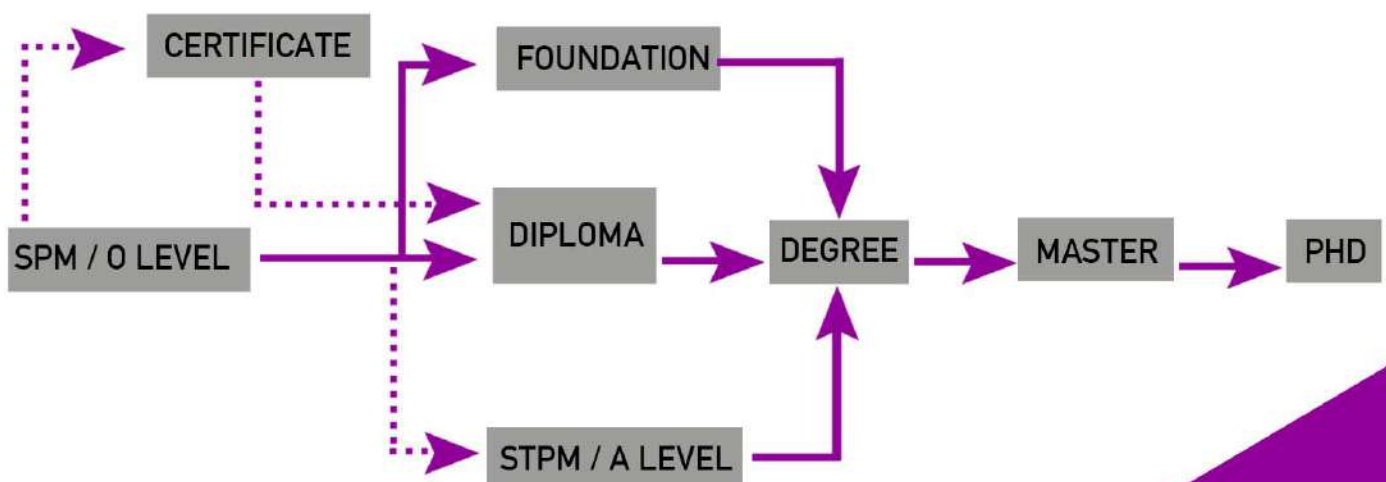 CERTIFICATE
FOUNDATION
SPM / O LEVEL
DIPLOMA
DEGREE
MASTER
PHD
STPM / A LEVEL